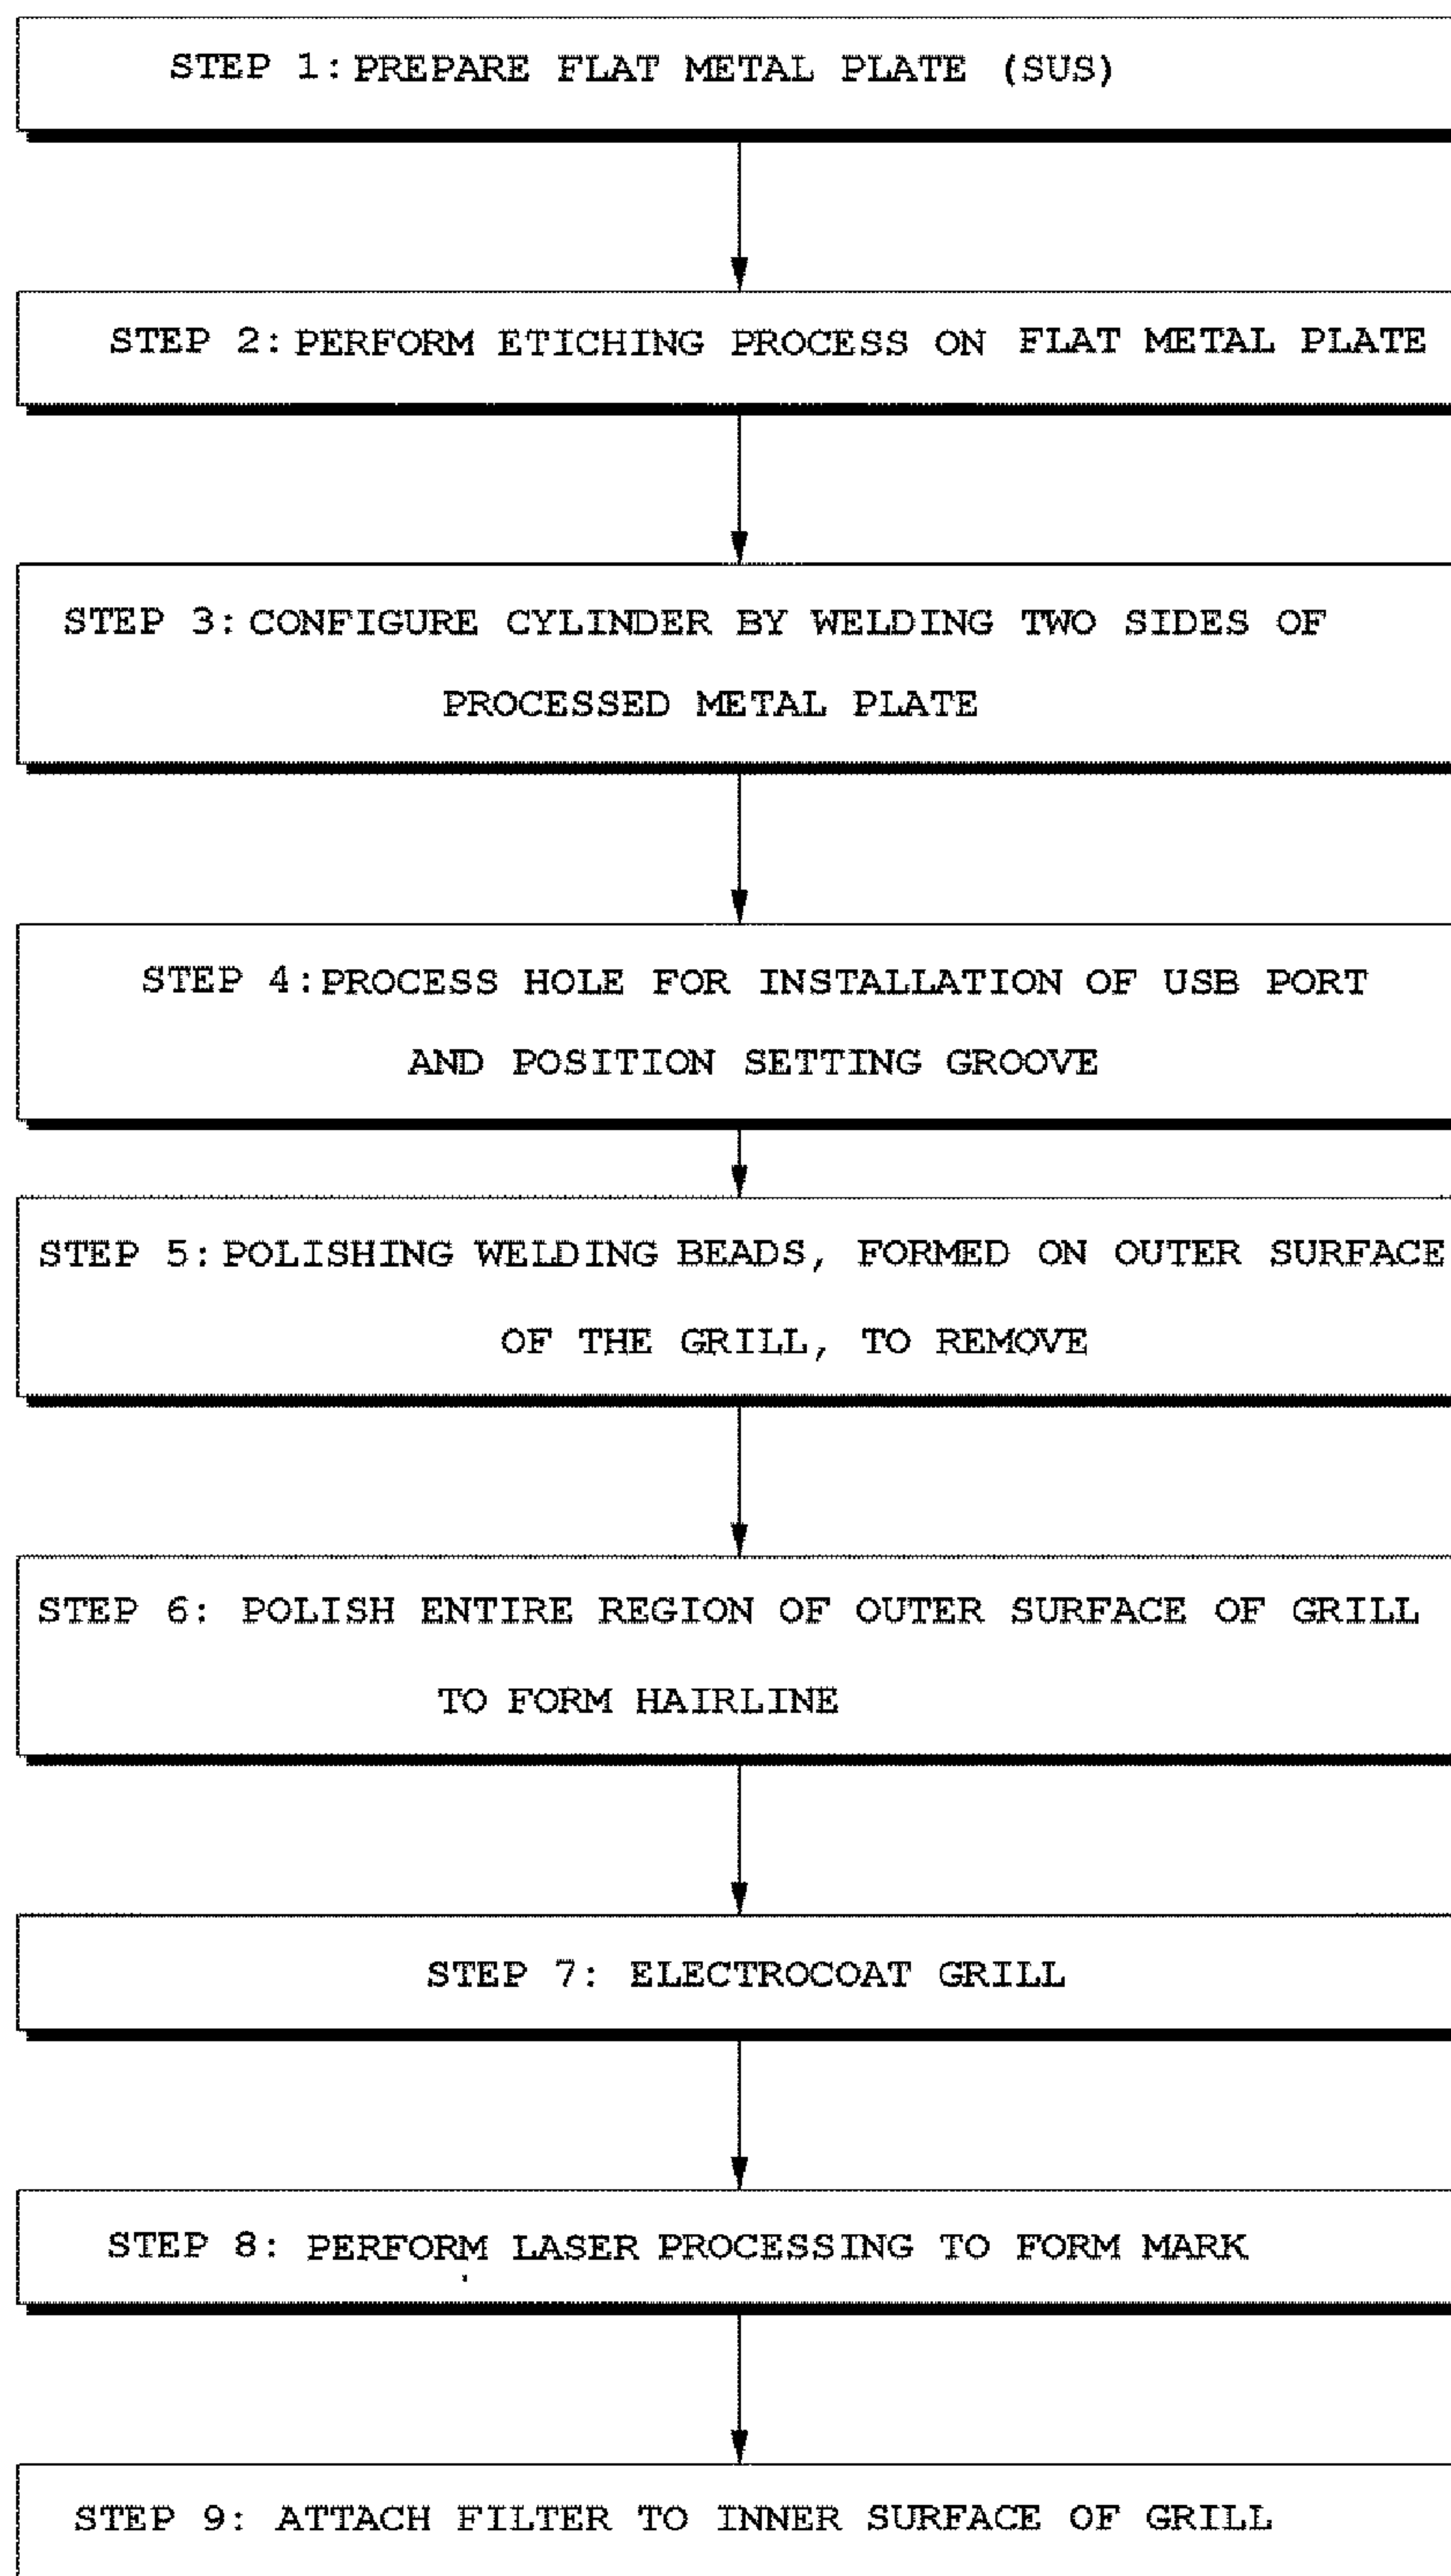 STEP 1: PREPARE FLAT METAL PLATE (SUS)
STEP 2: PERFORM ETICHING PROCESS ON FLAT METAL PLATE
STEP 3: CONFIGURE CYLINDER BY WELDING TWO SIDES OF
PROCESSED METAL PLATE
STEP 4: PROCESS HOLE FOR INSTALLATION OF USB PORT
AND POSITION SETTING GROOVE
STEP 5: POLISHING WELDING BEADS, FORMED ON OUTER SURFACE
OF THE GRILL, TO REMOVE
STEP 6: POLISH ENTIRE REGION OF OUTER SURFACE OF GRILL
TO FORM HAIRLINE
STEP 7: ELECTROCOAT GRILL
STEP 8: PERFORM LASER PROCESSING TO FORM MARK
STEP 9: ATTACH FILTER TO INNER SURFACE OF GRILL